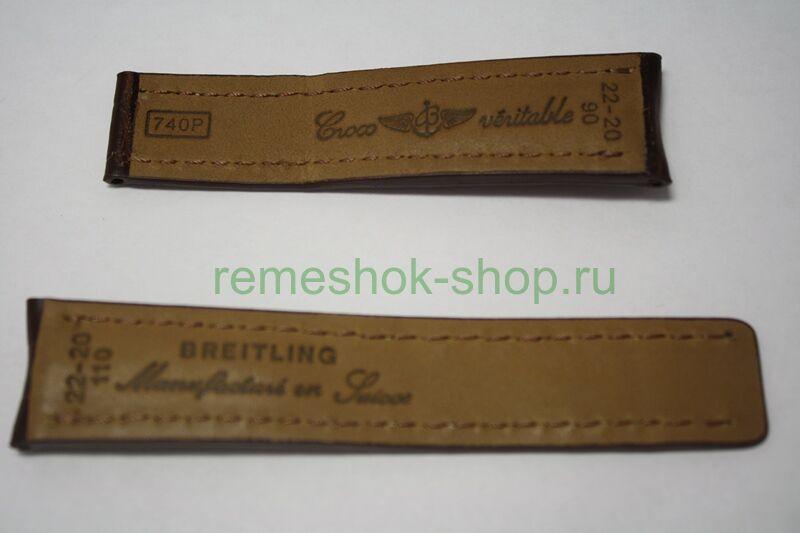 740P
Croco véritable
22-20
90
remeshok-shop.ru
22-20
110
BREITLING
Manufacturé en Suisse